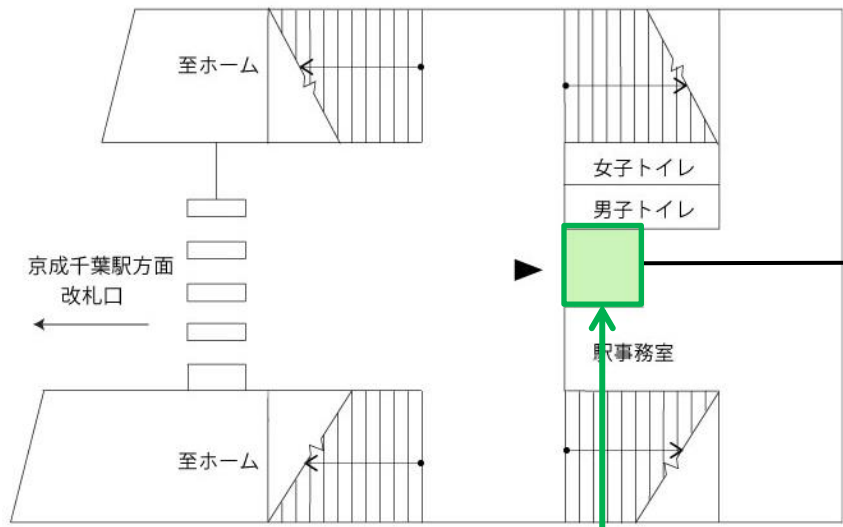 至ホーム
女子トイレ
男子トイレ
京成千葉駅方面
改札口
駅事務室
至ホーム